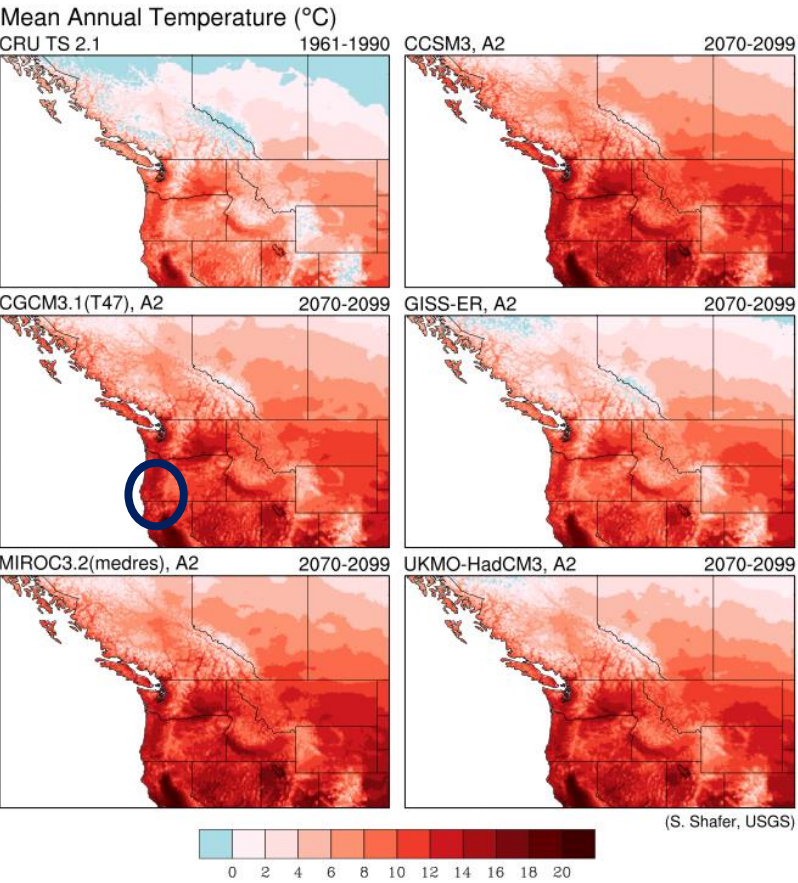 Mean Annual Temperature (°C)
CRU TS 2.1 1961-1990
CCSM3, A2 2070-2099
CGCM3.1(T47), A2 2070-2099
GISS-ER, A2 2070-2099
MIROC3.2(medres), A2 2070-2099
UKMO-HadCM3, A2 2070-2099
(S. Shafer, USGS)
0 2 4 6 8 10 12 14 16 18 20